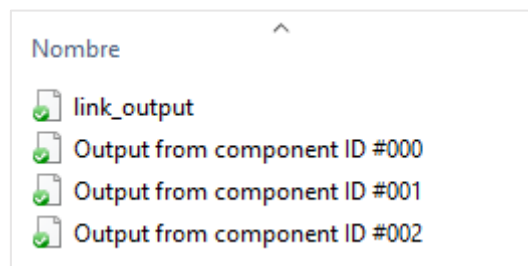 Nombre
link_output
Output from component ID #000
Output from component ID #001
Output from component ID #002